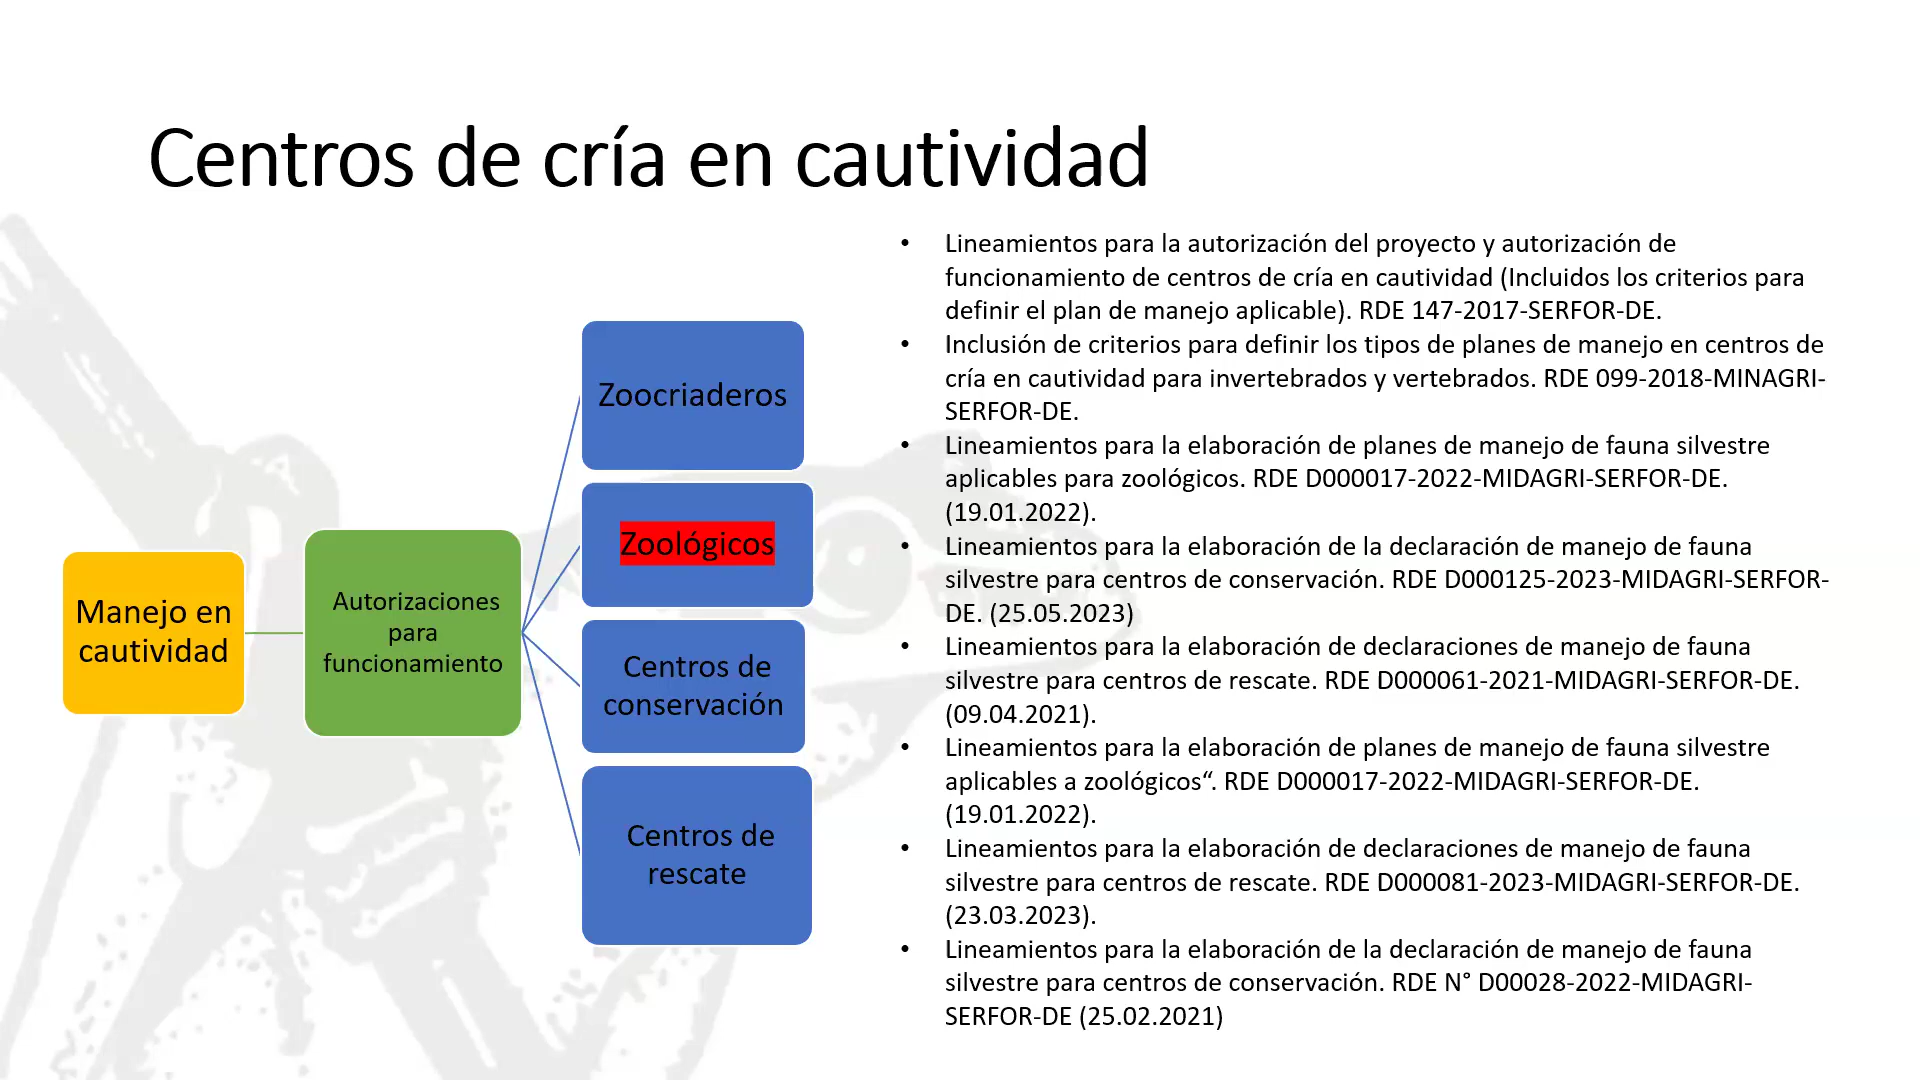 Centros de cría en cautividad
Manejo en
cautividad
Autorizaciones
para
funcionamiento
Zoocriaderos
Zoológicos
Centros de
conservación
Centros de
rescate
• Lineamientos para la autorización del proyecto y autorización de
funcionamiento de centros de cría en cautividad (Incluidos los criterios para
definir el plan de manejo aplicable). RDE 147-2017-SERFOR-DE.
• Inclusión de criterios para definir los tipos de planes de manejo en centros de
cría en cautividad para invertebrados y vertebrados. RDE 099-2018-MINAGRI-
SERFOR-DE.
• Lineamientos para la elaboración de planes de manejo de fauna silvestre
aplicables para zoológicos. RDE D000017-2022-MIDAGRI-SERFOR-DE.
(19.01.2022).
• Lineamientos para la elaboración de la declaración de manejo de fauna
silvestre para centros de conservación. RDE D000125-2023-MIDAGRI-SERFOR-
DE. (25.05.2023)
• Lineamientos para la elaboración de declaraciones de manejo de fauna
silvestre para centros de rescate. RDE D000061-2021-MIDAGRI-SERFOR-DE.
(09.04.2021).
• Lineamientos para la elaboración de planes de manejo de fauna silvestre
aplicables a zoológicos“. RDE D000017-2022-MIDAGRI-SERFOR-DE.
(19.01.2022).
• Lineamientos para la elaboración de declaraciones de manejo de fauna
silvestre para centros de rescate. RDE D000081-2023-MIDAGRI-SERFOR-DE.
(23.03.2023).
• Lineamientos para la elaboración de la declaración de manejo de fauna
silvestre para centros de conservación. RDE N° D00028-2022-MIDAGRI-
SERFOR-DE (25.02.2021)